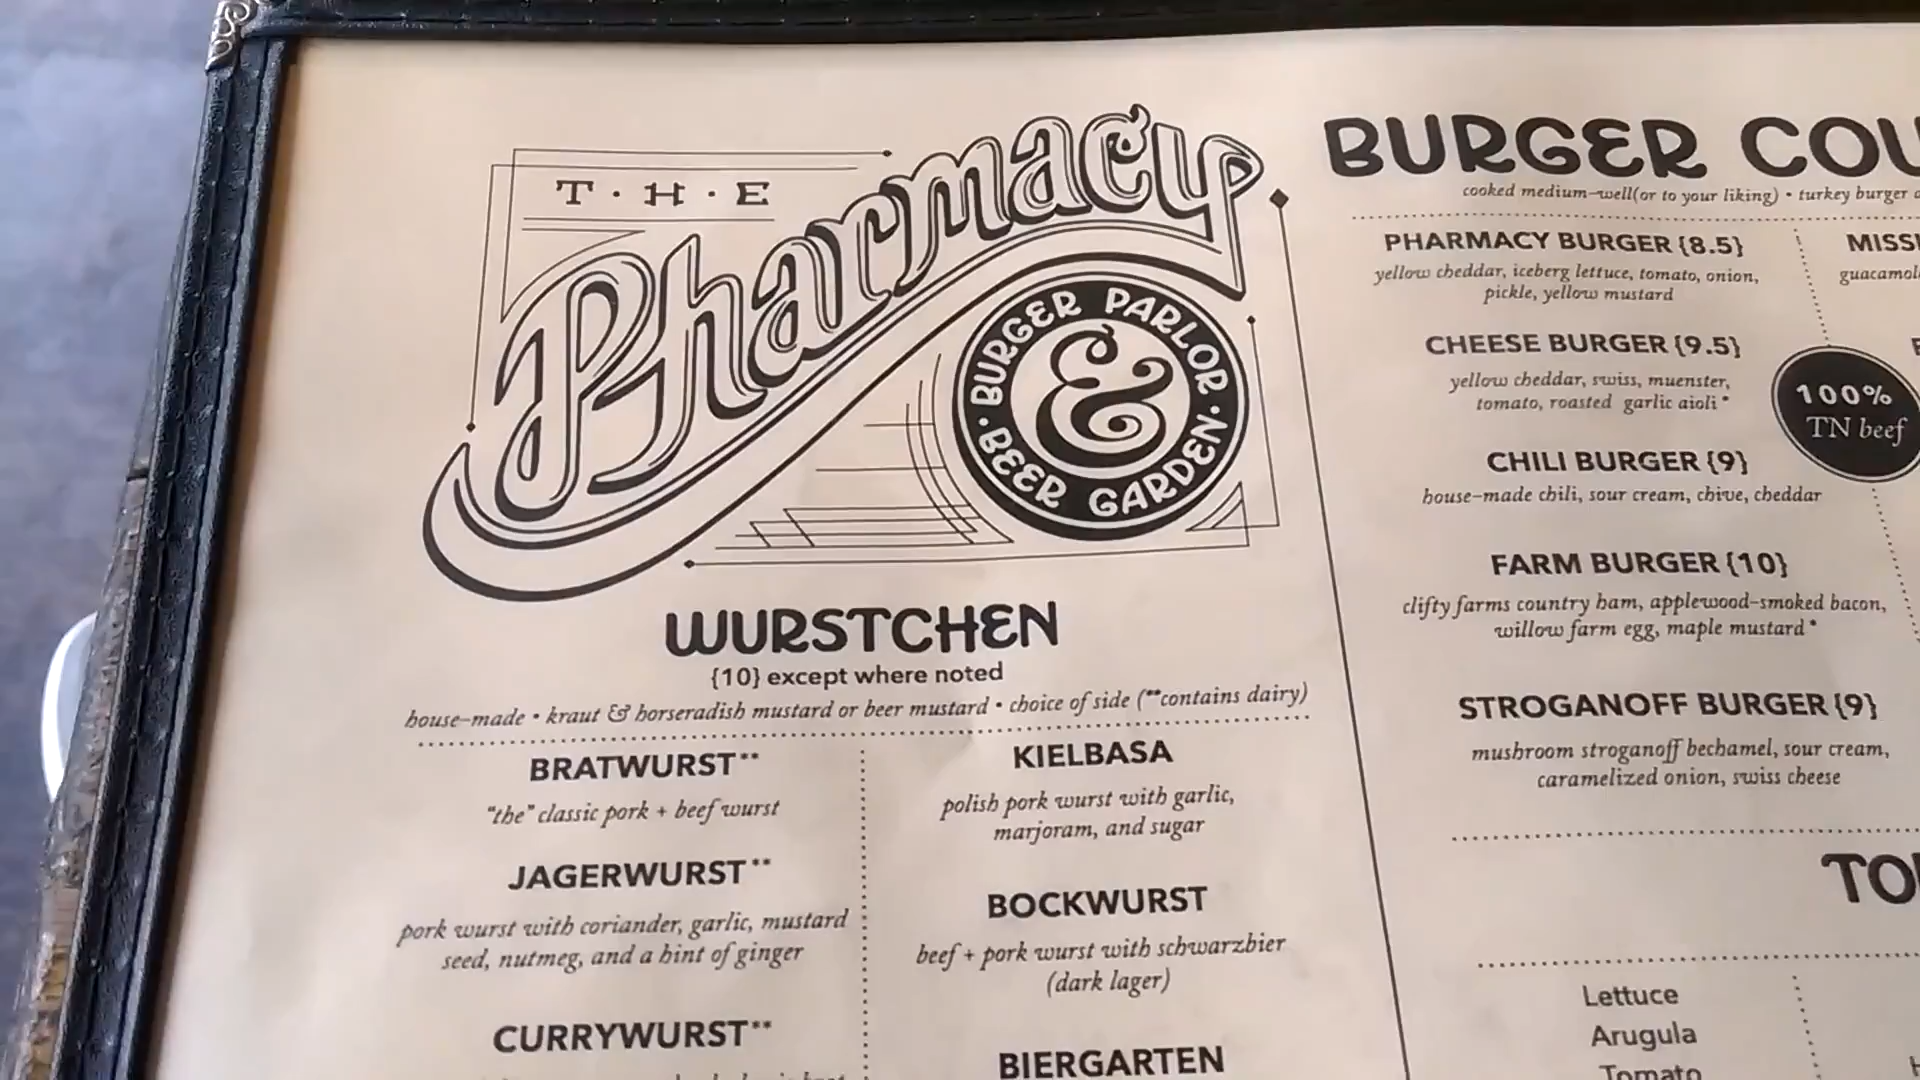 T·H·E
Pharmacy
BURGER PARLOR
&
· BEER GARDEN ·
WURSTCHEN
{10} except where noted
house-made • kraut & horseradish mustard or beer mustard • choice of side (**contains dairy)
BRATWURST**
"the" classic pork + beef wurst
JAGERWURST**
pork wurst with coriander, garlic, mustard
seed, nutmeg, and a hint of ginger
CURRYWURST**
KIELBASA
polish pork wurst with garlic,
marjoram, and sugar
BOCKWURST
beef + pork wurst with schwarzbier
(dark lager)
BIERGARTEN
BURGER
cooked medium-well(or to your liking) • turkey burger
PHARMACY BURGER {8.5}
yellow cheddar, iceberg lettuce, tomato, onion,
pickle, yellow mustard
CHEESE BURGER {9.5}
yellow cheddar, swiss, muenster,
tomato, roasted garlic aioli *
CHILI BURGER {9}
house-made chili, sour cream, chive, cheddar
FARM BURGER {10}
clifty farms country ham, applewood-smoked bacon,
willow farm egg, maple mustard *
STROGANOFF BURGER {9}
mushroom stroganoff bechamel, sour cream,
caramelized onion, swiss cheese
100%
TN beef
Lettuce
Arugula
Tomato